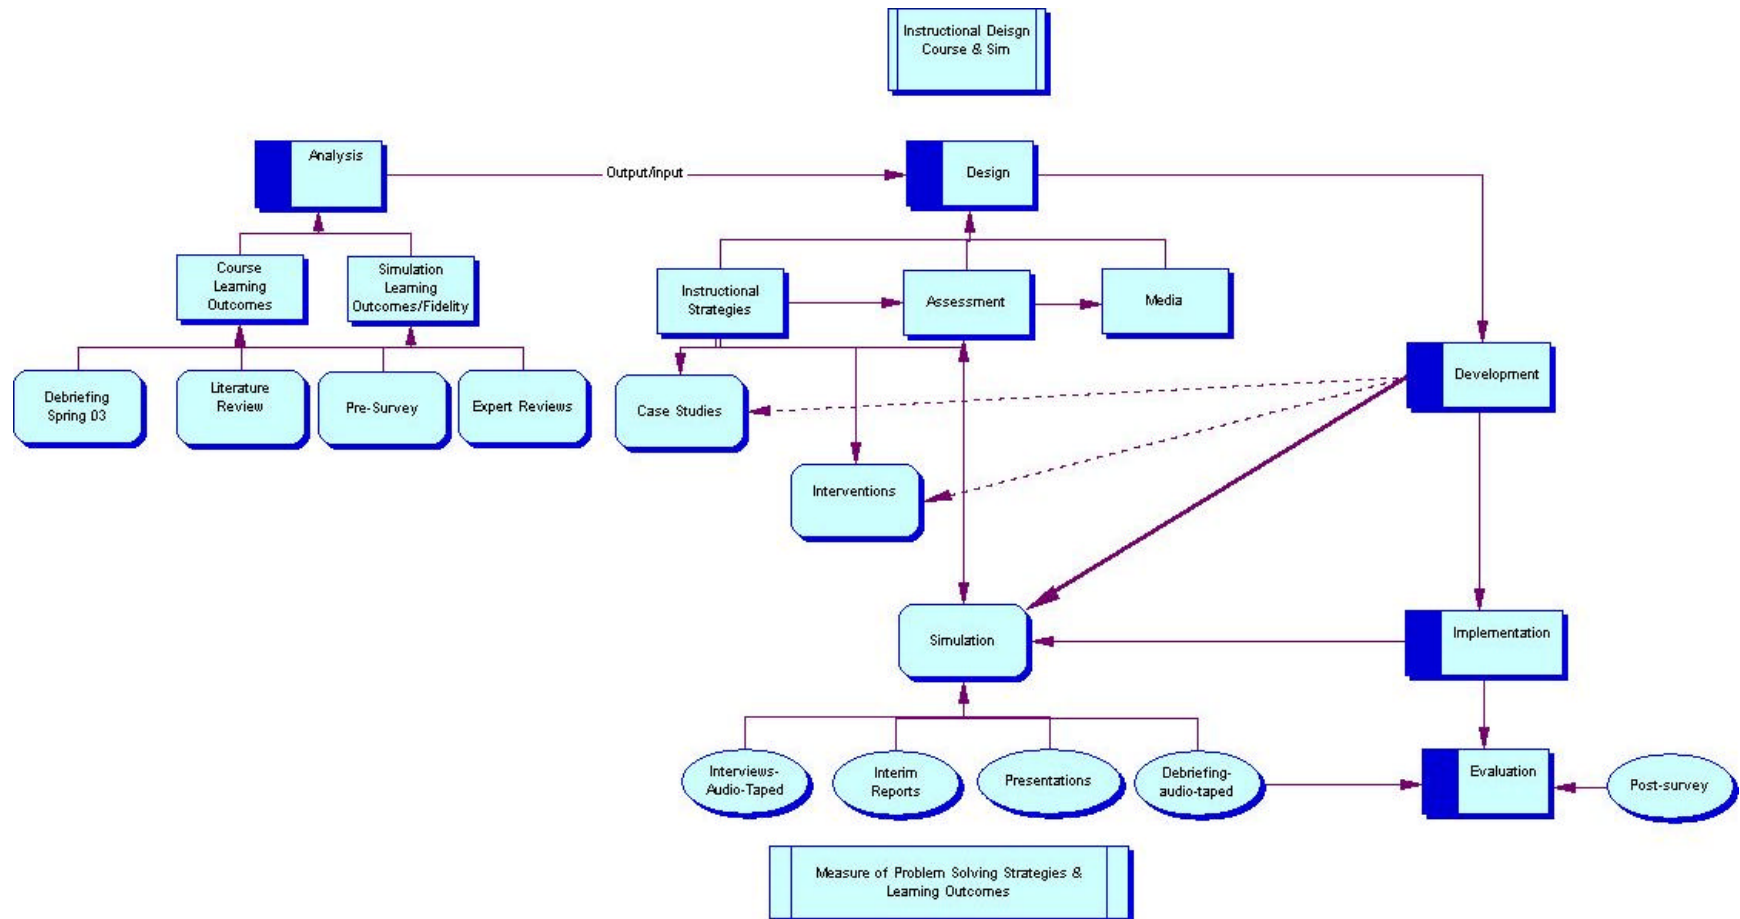 Instructional Deisgn
Course & Sim
Analysis
Output/input
Design
Course
Learning
Outcomes
Simulation
Learning
Outcomes/Fidelity
Instructional
Strategies
Assessment
Media
Development
Debriefing
Spring 03
Literature
Review
Pre-Survey
Expert Reviews
Case Studies
Interventions
Simulation
Implementation
Interviews-
Audio-Taped
Interim
Reports
Presentations
Debriefing-
audio-taped
Evaluation
Post-survey
Measure of Problem Solving Strategies &
Learning Outcomes